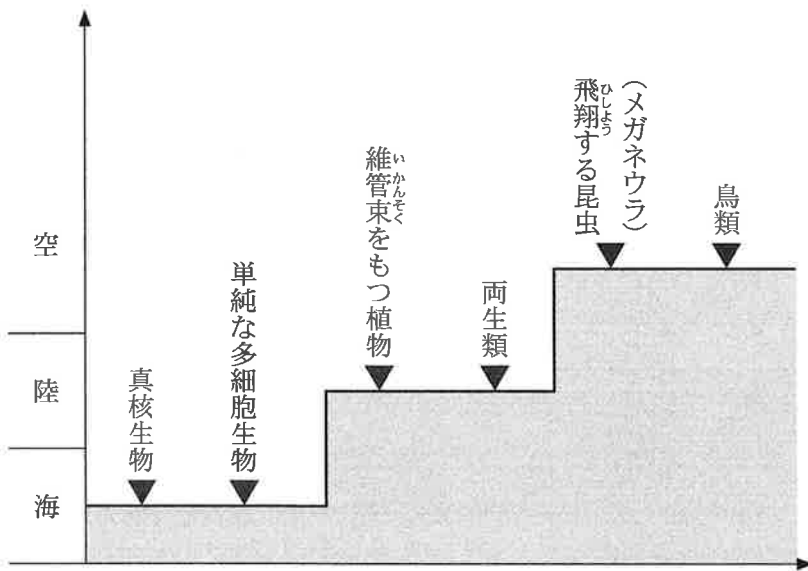 空
陸
海
真核生物
単純な多細胞生物
維管束をもつ植物
いかんそく
両生類
飛翔する昆虫
ひしよう
(メガネウラ)
鳥類